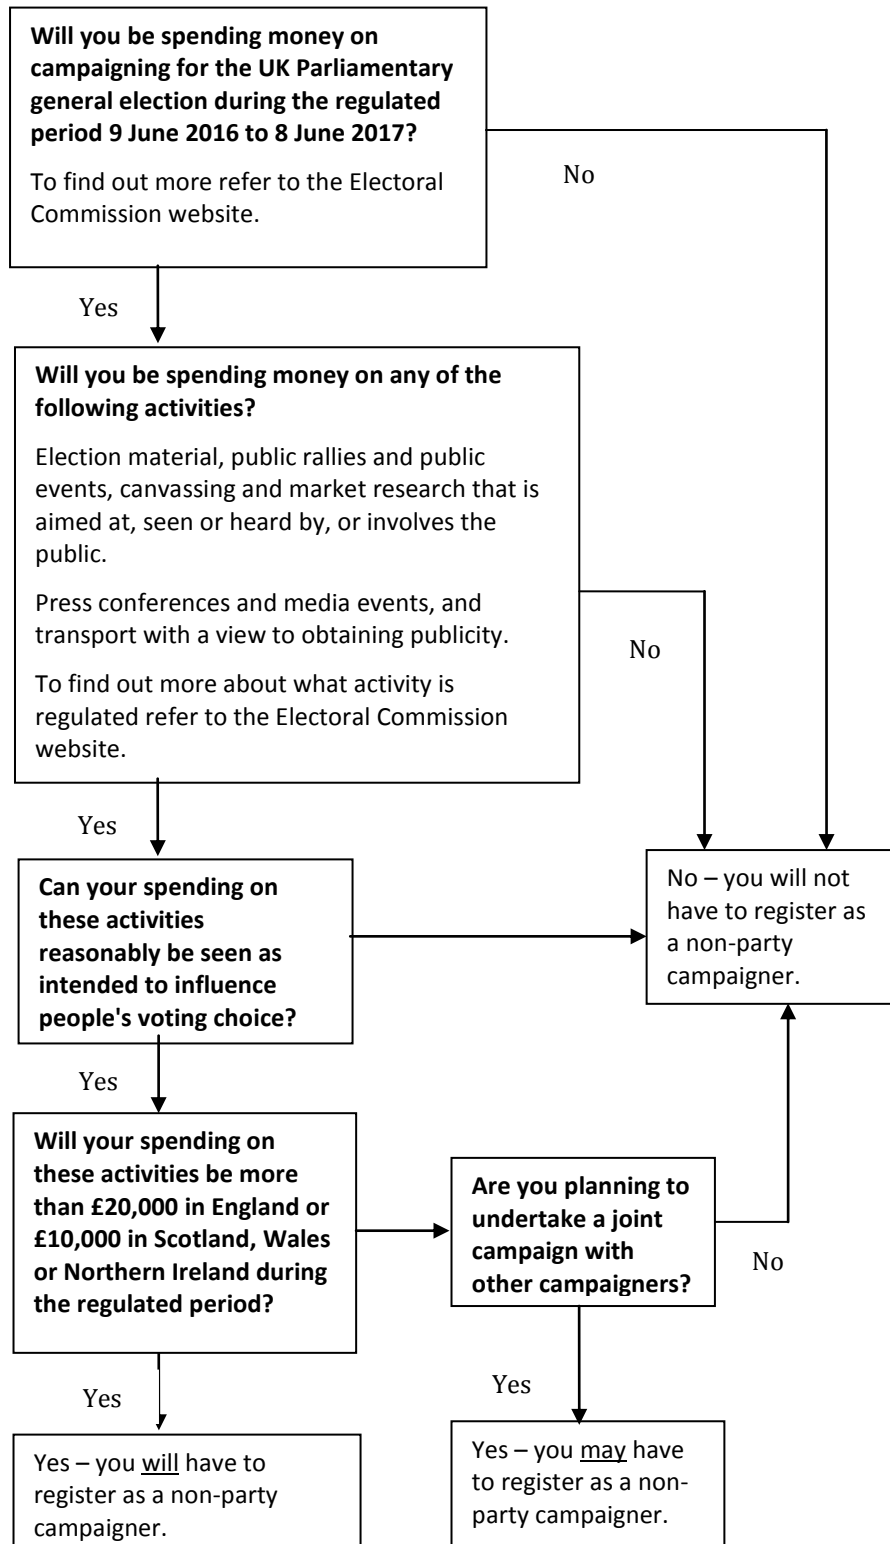 Will you be spending money on
campaigning for the UK Parliamentary
general election during the regulated
period 9 June 2016 to 8 June 2017?
To find out more refer to the Electoral
Commission website.
No
Yes
Will you be spending money on any of the
following activities?
Election material, public rallies and public
events, canvassing and market research that is
aimed at, seen or heard by, or involves the
public.
Press conferences and media events, and
transport with a view to obtaining publicity.
To find out more about what activity is
regulated refer to the Electoral Commission
website.
No
Yes
Can your spending on
these activities
reasonably be seen as
intended to influence
people's voting choice?
No – you will not
have to register as
a non-party
campaigner.
Yes
Will your spending on
these activities be more
than £20,000 in England or
£10,000 in Scotland, Wales
or Northern Ireland during
the regulated period?
Are you planning to
undertake a joint
campaign with
other campaigners?
No
Yes
Yes
Yes – you will have to
register as a non-party
campaigner.
Yes – you may have
to register as a non-
party campaigner.